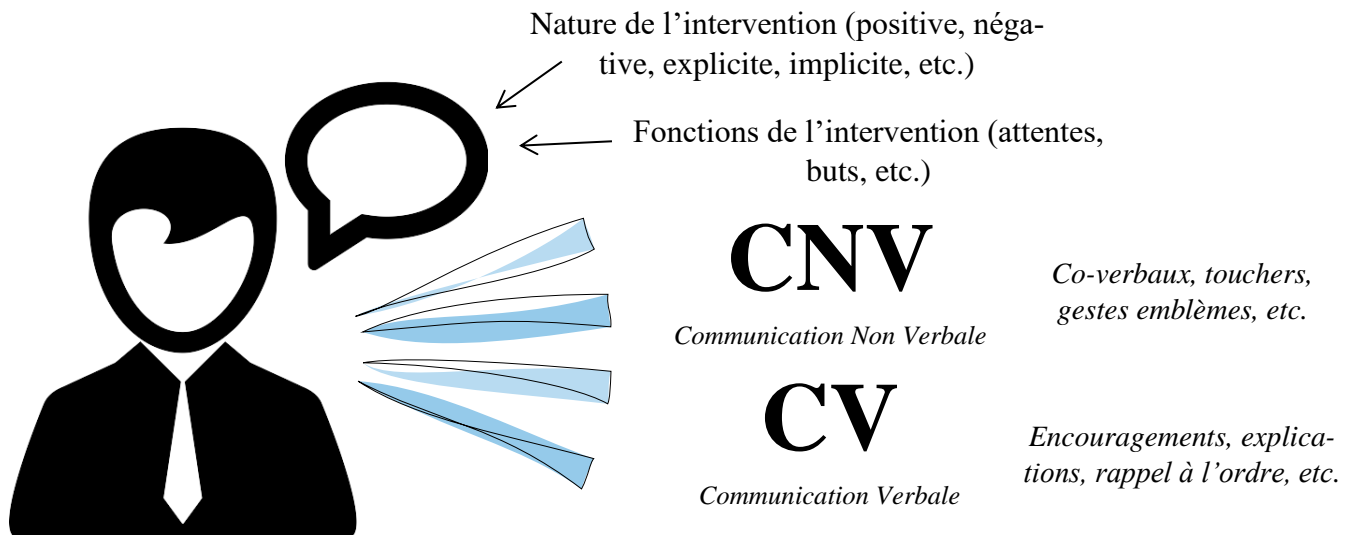 Nature de l’intervention (positive, néga-
tive, explicite, implicite, etc.)
Fonctions de l’intervention (attentes,
buts, etc.)
CNV
Communication Non Verbale
Co-verbaux, touchers,
gestes emblèmes, etc.
CV
Communication Verbale
Encouragements, explica-
tions, rappel à l’ordre, etc.